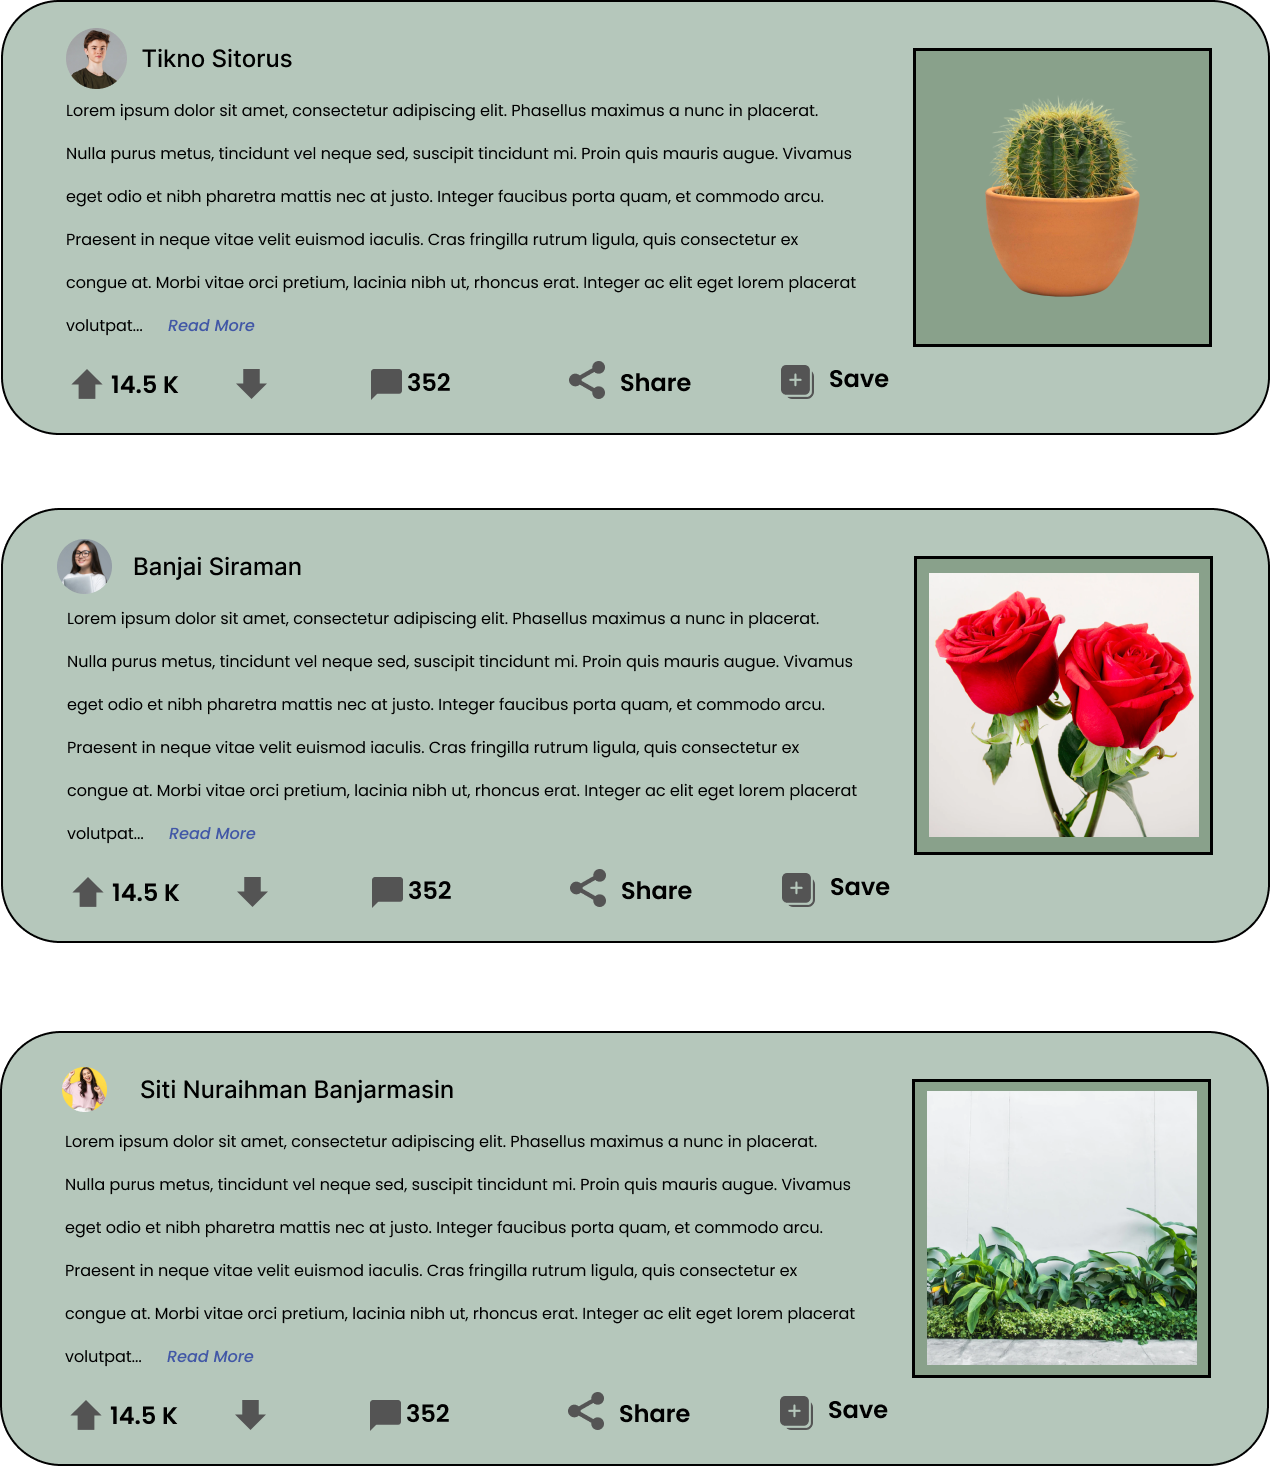 Tikno Sitorus
Lorem ipsum dolor sit amet, consectetur adipiscing elit. Phasellus maximus a nunc in placerat.
Nulla purus metus, tincidunt vel neque sed, suscipit tincidunt mi. Proin quis mauris augue. Vivamus
eget odio et nibh pharetra mattis nec at justo. Integer faucibus porta quam, et commodo arcu.
Praesent in neque vitae velit euismod iaculis. Cras fringilla rutrum ligula, quis consectetur ex
congue at. Morbi vitae orci pretium, lacinia nibh ut, rhoncus erat. Integer ac elit eget lorem placerat
volutpat... Read More
14.5 K 352 Share Save
Banjai Siraman
Lorem ipsum dolor sit amet, consectetur adipiscing elit. Phasellus maximus a nunc in placerat.
Nulla purus metus, tincidunt vel neque sed, suscipit tincidunt mi. Proin quis mauris augue. Vivamus
eget odio et nibh pharetra mattis nec at justo. Integer faucibus porta quam, et commodo arcu.
Praesent in neque vitae velit euismod iaculis. Cras fringilla rutrum ligula, quis consectetur ex
congue at. Morbi vitae orci pretium, lacinia nibh ut, rhoncus erat. Integer ac elit eget lorem placerat
volutpat... Read More
14.5 K 352 Share Save
Siti Nuraihman Banjarmasin
Lorem ipsum dolor sit amet, consectetur adipiscing elit. Phasellus maximus a nunc in placerat.
Nulla purus metus, tincidunt vel neque sed, suscipit tincidunt mi. Proin quis mauris augue. Vivamus
eget odio et nibh pharetra mattis nec at justo. Integer faucibus porta quam, et commodo arcu.
Praesent in neque vitae velit euismod iaculis. Cras fringilla rutrum ligula, quis consectetur ex
congue at. Morbi vitae orci pretium, lacinia nibh ut, rhoncus erat. Integer ac elit eget lorem placerat
volutpat... Read More
14.5 K 352 Share Save